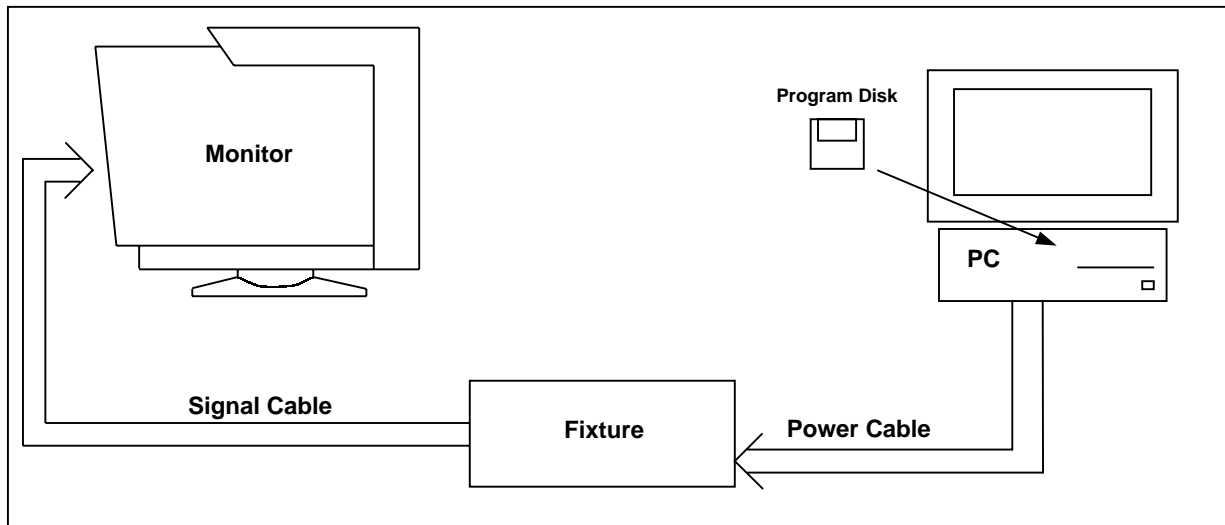 Program Disk
Monitor
PC
Signal Cable
Fixture
Power Cable